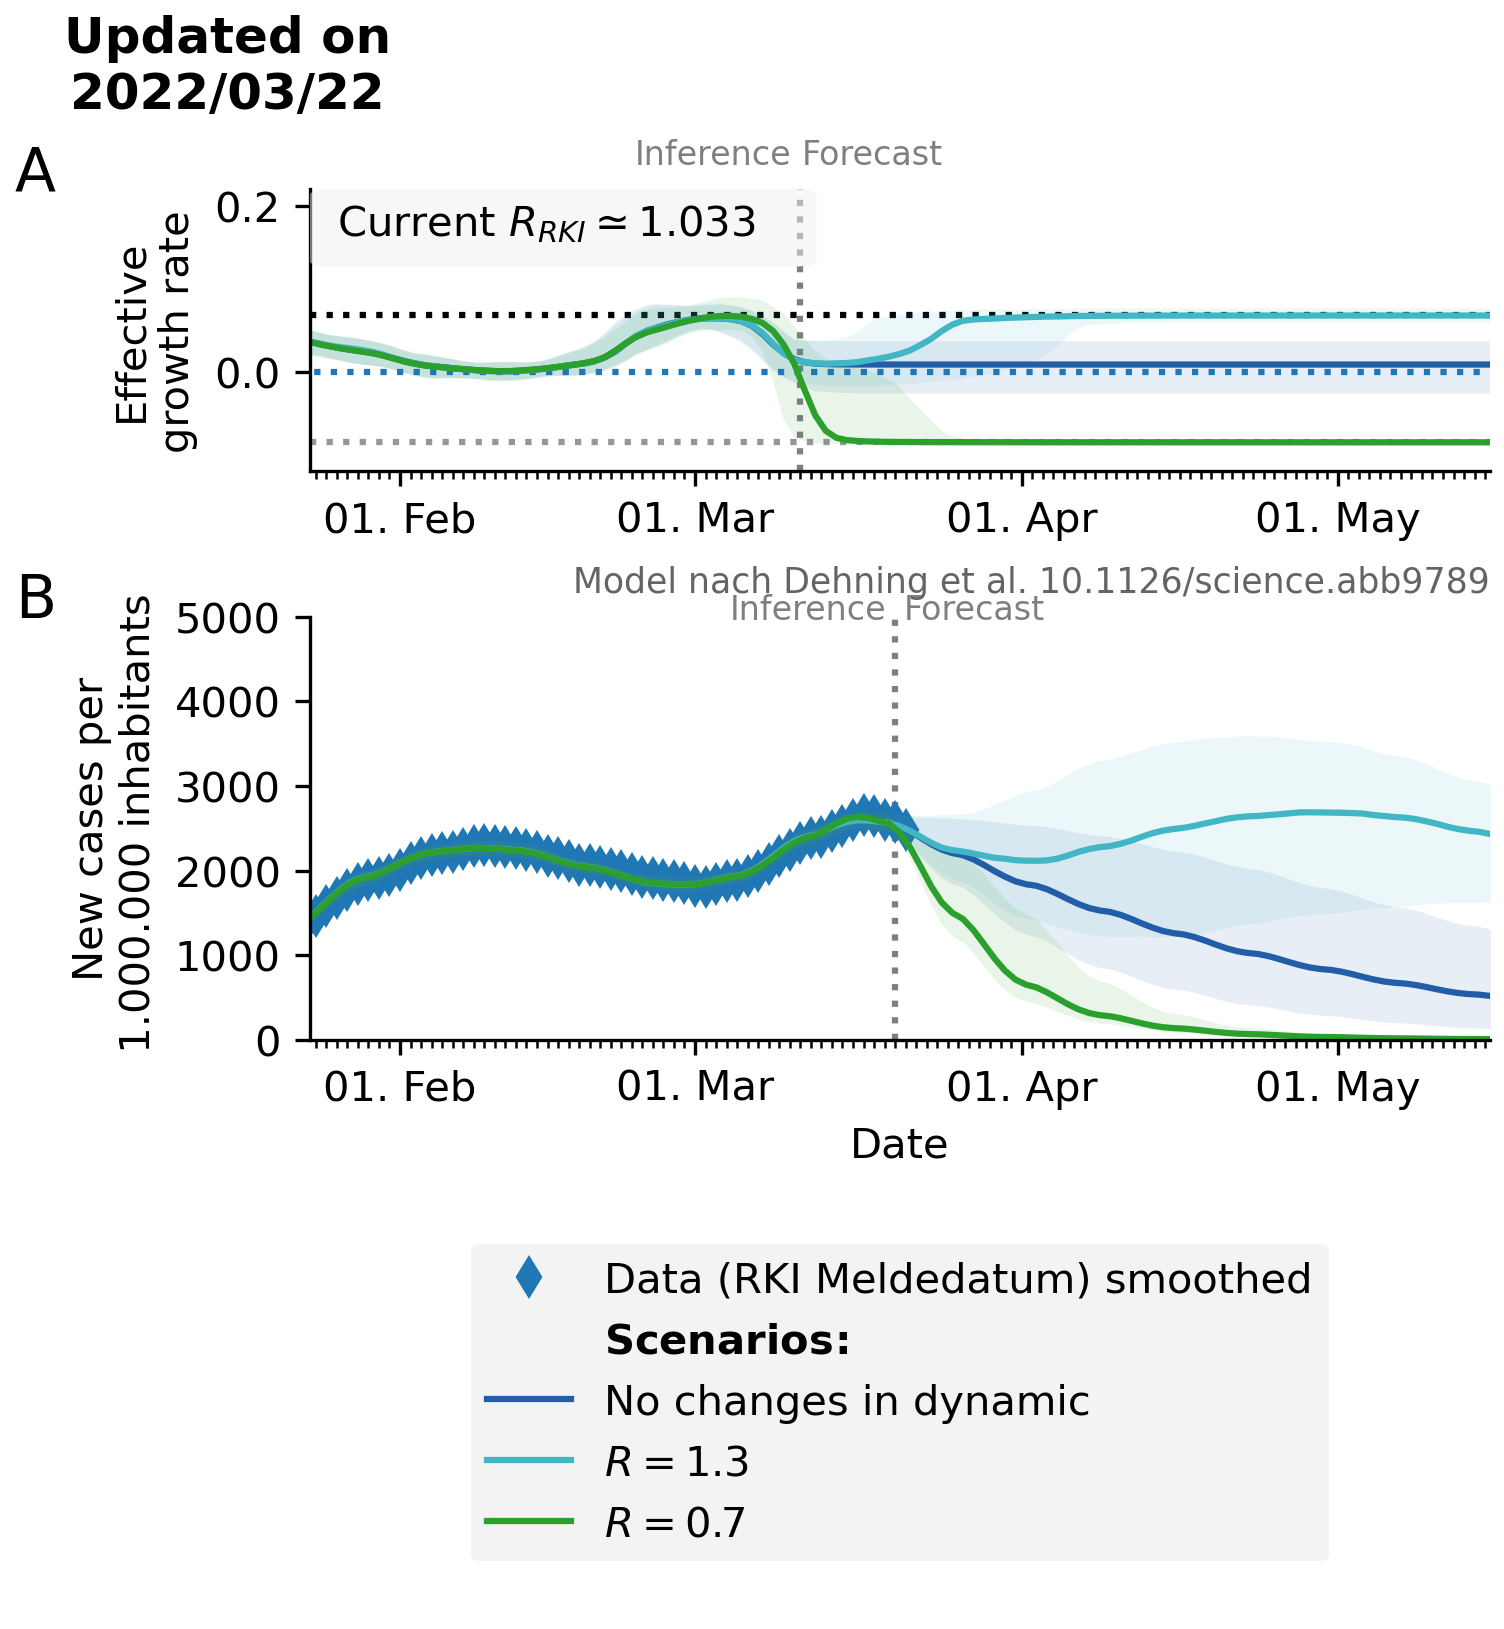 Updated on
2022/03/22
A
Inference Forecast
Effective
growth rate
0.2
0.0
Current R_RKI ≃ 1.033
01. Feb 01. Mar 01. Apr 01. May
B
Model nach Dehning et al. 10.1126/science.abb9789
Inference Forecast
New cases per
1.000.000 inhabitants
5000
4000
3000
2000
1000
0
01. Feb 01. Mar 01. Apr 01. May
Date
Data (RKI Meldedatum) smoothed
Scenarios:
No changes in dynamic
R = 1.3
R = 0.7